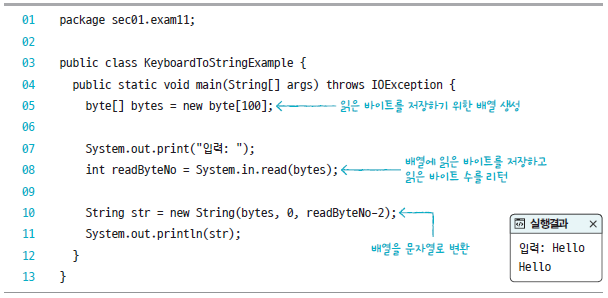 01 package sec01.exam11;
02
03 public class KeyboardToStringExample {
04 public static void main(String[] args) throws IOException {
05 byte[] bytes = new byte[100]; 읽은 바이트를 저장하기 위한 배열 생성
06
07 System.out.print("입력: ");
08 int readByteNo = System.in.read(bytes); 배열에 읽은 바이트를 저장하고
읽은 바이트 수를 리턴
09
10 String str = new String(bytes, 0, readByteNo-2);
11 System.out.println(str);
배열을 문자열로 변환
12 }
13 }
실행결과 ×
입력: Hello
Hello